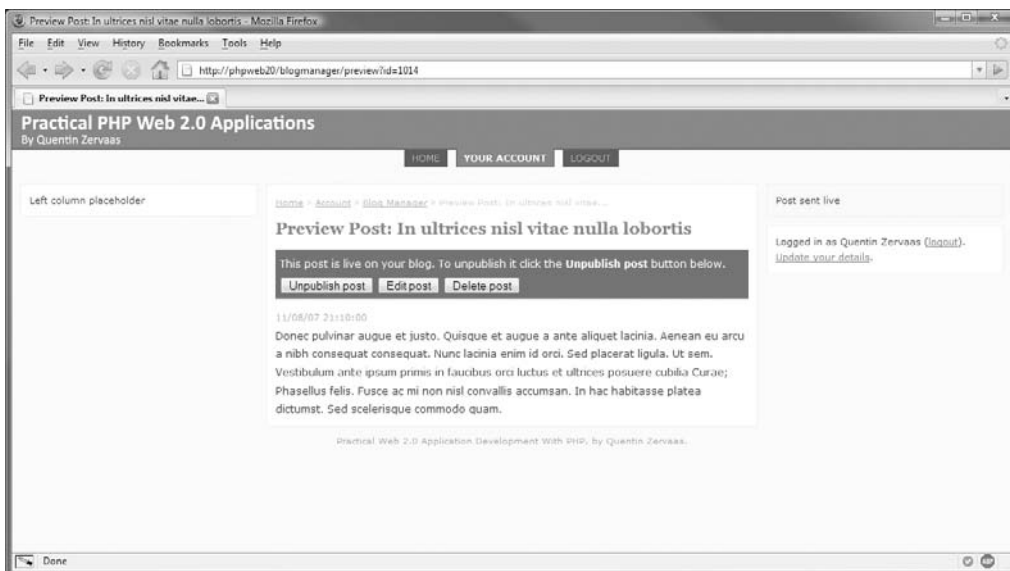 Preview Post: In ultrices nisl vitae nulla lobortis - Mozilla Firefox
File Edit View History Bookmarks Tools Help
http://phpweb20/blogmanager/preview?id=1014
Preview Post: In ultrices nisl vitae...
Practical PHP Web 2.0 Applications
By Quentin Zervaas
HOME YOUR ACCOUNT LOGOUT
Left column placeholder
Home > Account > Blog Manager > Preview Post: In ultrices nisl vitae...
Preview Post: In ultrices nisl vitae nulla lobortis
This post is live on your blog. To unpublish it click the Unpublish post button below.
Unpublish post Edit post Delete post
11/08/07 21:10:00
Donec pulvinar augue et justo. Quisque et augue a ante aliquet lacinia. Aenean eu arcu
a nibh consequat consequat. Nunc lacinia enim id orci. Sed placerat ligula. Ut sem.
Vestibulum ante ipsum primis in faucibus orci luctus et ultrices posuere cubilia Curae;
Phasellus felis. Fusce ac mi non nisl convallis accumsan. In hac habitasse platea
dictumst. Sed scelerisque commodo quam.
Practical Web 2.0 Application Development With PHP, by Quentin Zervaas.
Post sent live
Logged in as Quentin Zervaas (logout).
Update your details.
Done
ABP